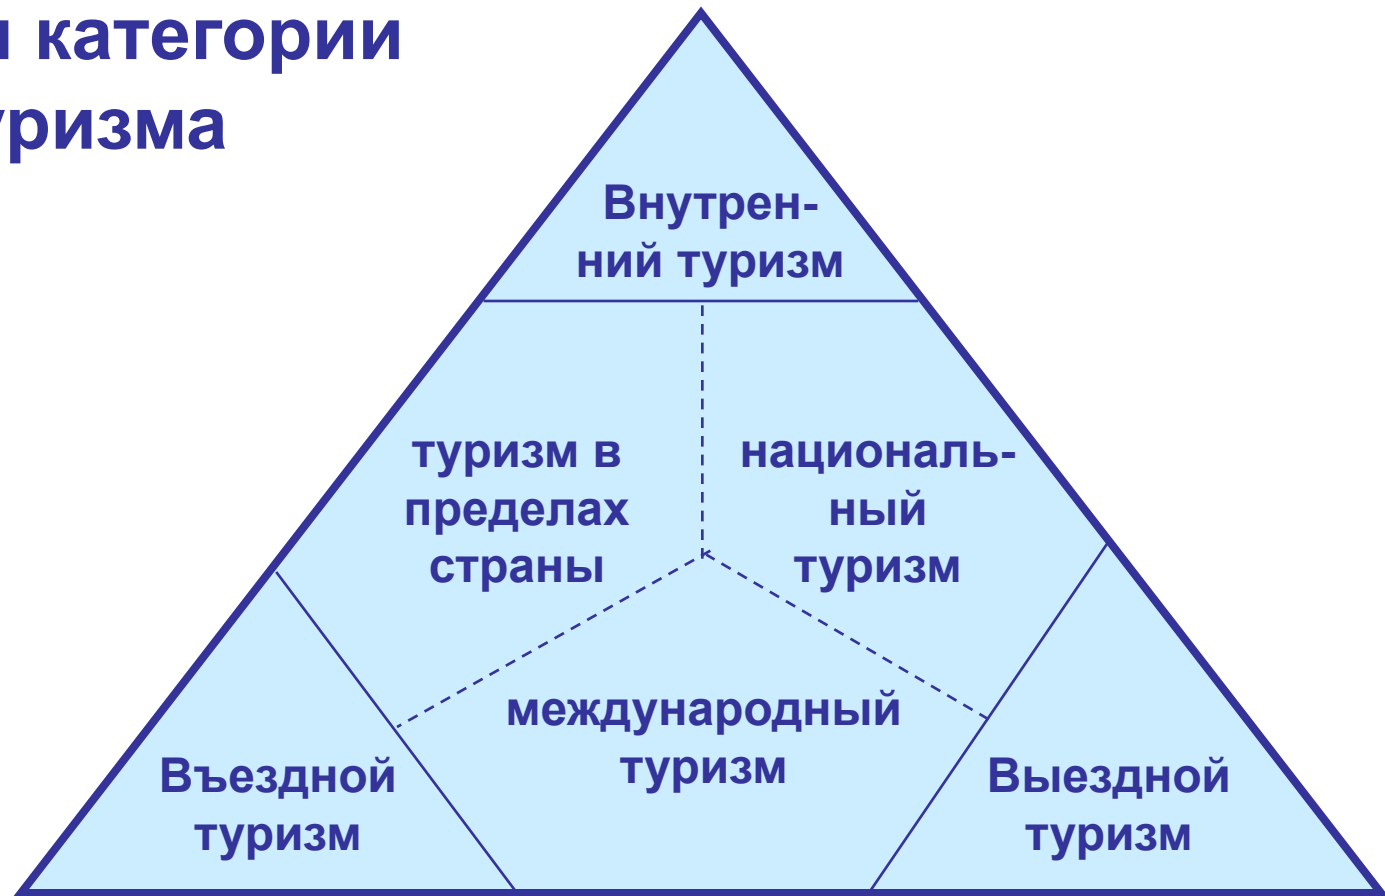 и категории
уризма
Внутрен-
ний туризм
туризм в
пределах
страны
националь-
ный
туризм
международный
туризм
Въездной
туризм
Выездной
туризм